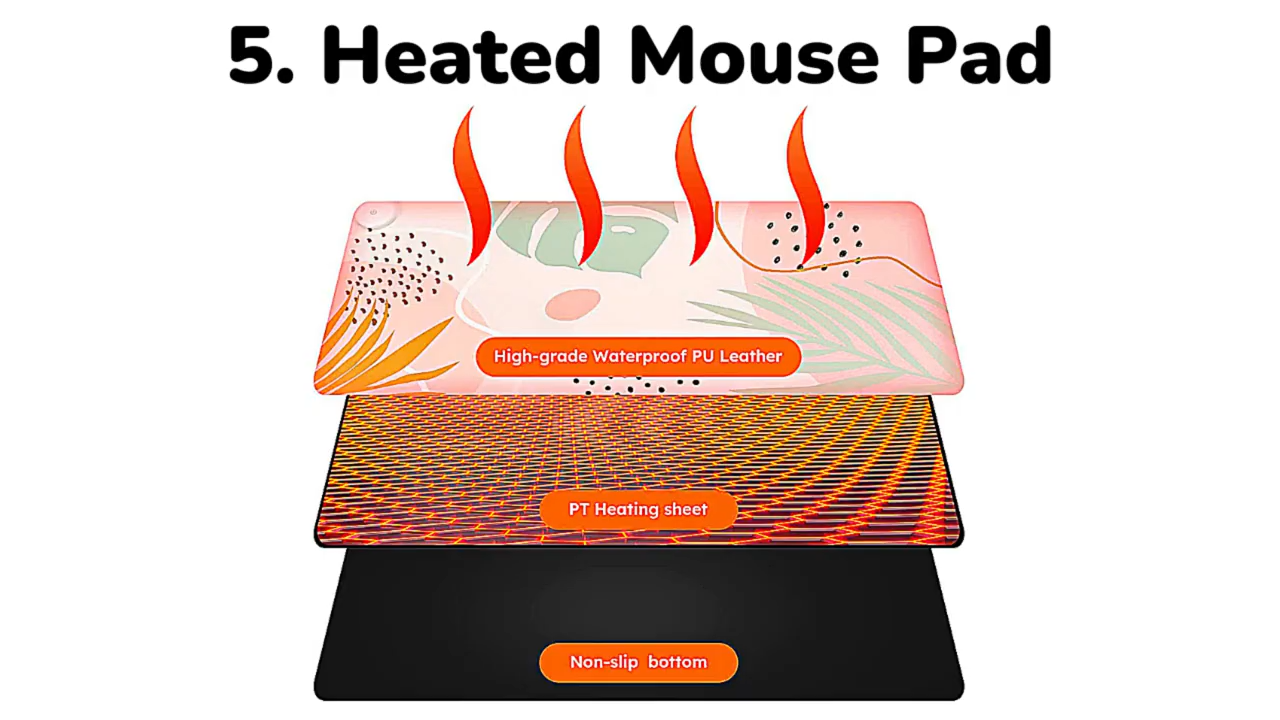 5. Heated Mouse Pad
High-grade Waterproof PU Leather
PT Heating sheet
Non-slip bottom